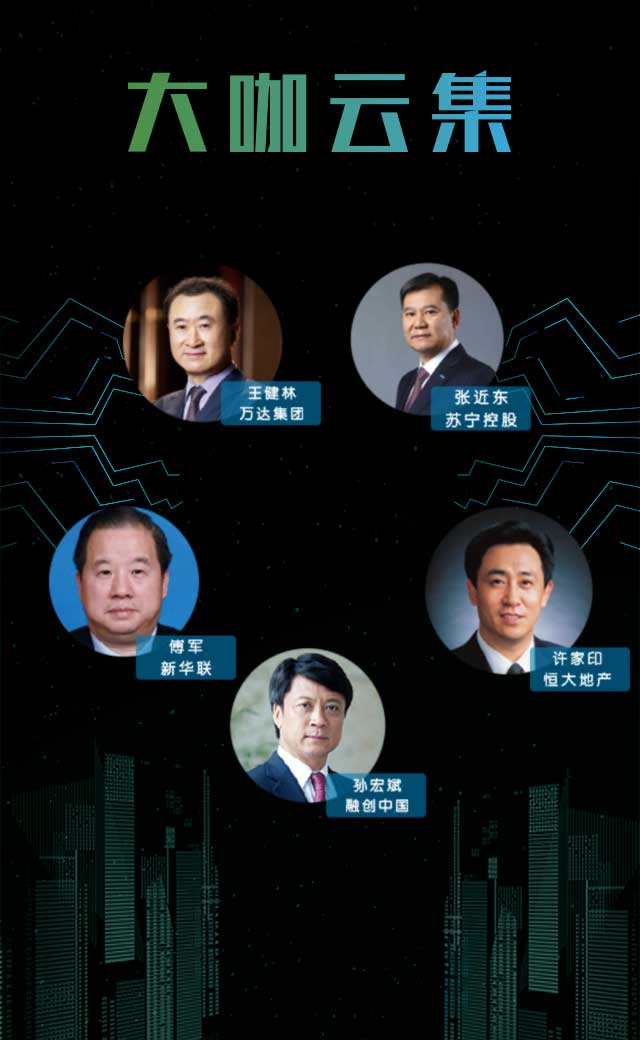 大咖云集
王健林
万达集团
张近东
苏宁控股
傅军
新华联
许家印
恒大地产
孙宏斌
融创中国